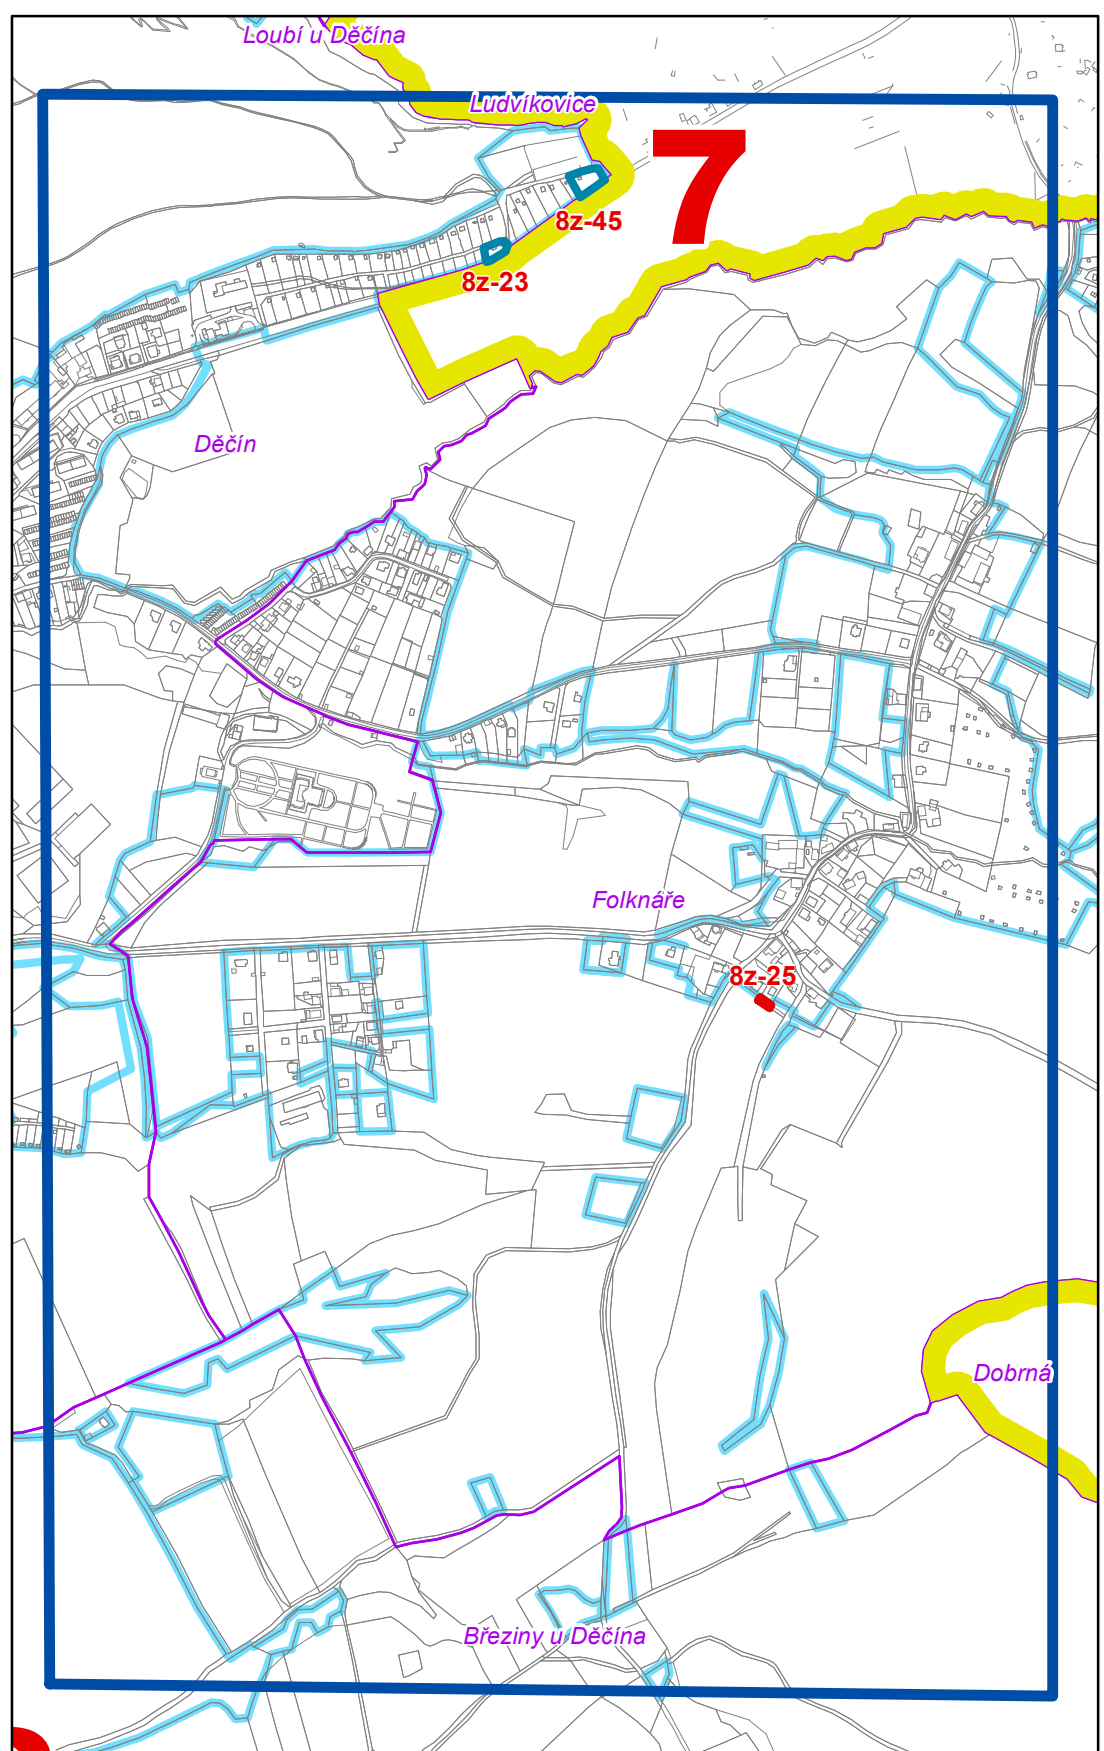 Loubí u Děčína
Ludvíkovice
7
8z-45
8z-23
Děčín
Folknáře
8z-25
Dobrná
Březiny u Děčína